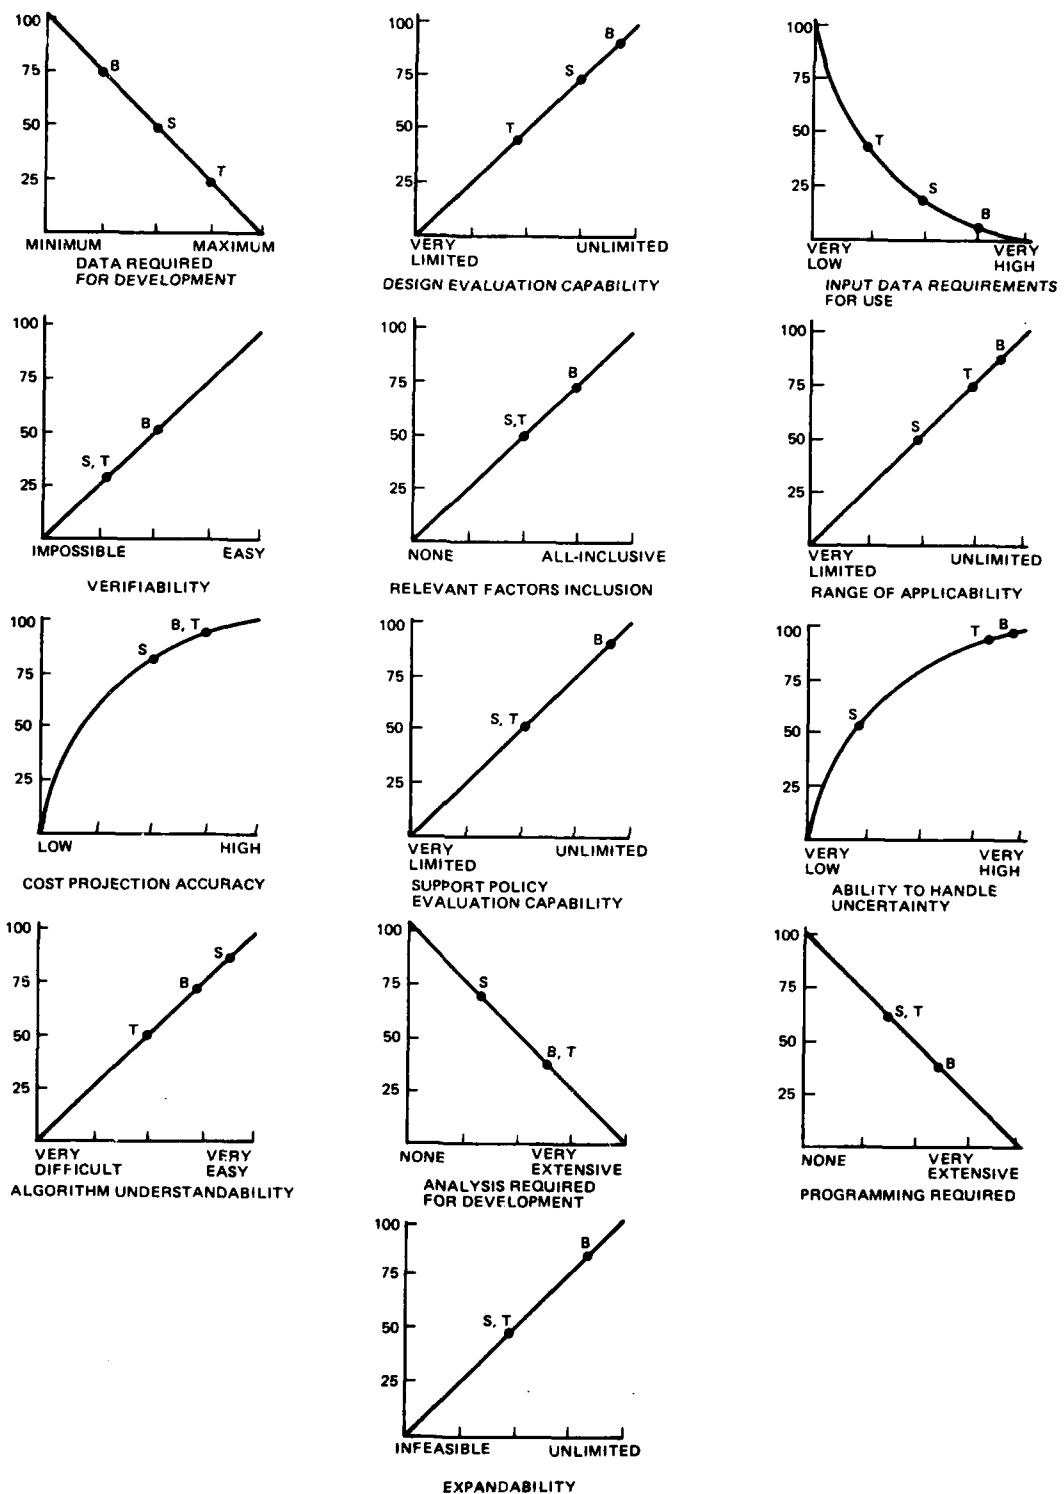 100
75
50
25
B
S
T
MINIMUM MAXIMUM
DATA REQUIRED
FOR DEVELOPMENT
100
75
50
25
B
S
T
VERY UNLIMITED
LIMITED
DESIGN EVALUATION CAPABILITY
100
75
50
25
T
S
B
VERY VERY
LOW HIGH
INPUT DATA REQUIREMENTS
FOR USE
100
75
50
25
B
S, T
IMPOSSIBLE EASY
VERIFIABILITY
100
75
50
25
B
S,T
NONE ALL-INCLUSIVE
RELEVANT FACTORS INCLUSION
100
75
50
25
B
T
S
VERY UNLIMITED
LIMITED
RANGE OF APPLICABILITY
100
75
50
25
B, T
S
LOW HIGH
COST PROJECTION ACCURACY
100
75
50
25
B
S, T
VERY UNLIMITED
LIMITED
SUPPORT POLICY
EVALUATION CAPABILITY
100
75
50
25
B
T
S
VERY VERY
LOW HIGH
ABILITY TO HANDLE
UNCERTAINTY
100
75
50
25
S
B
T
VERY VERY
DIFFICULT EASY
ALGORITHM UNDERSTANDABILITY
100
75
50
25
S
B, T
NONE VERY
EXTENSIVE
ANALYSIS REQUIRED
FOR DEVELOPMENT
100
75
50
25
S, T
B
NONE VERY
EXTENSIVE
PROGRAMMING REQUIRED
100
75
50
25
B
S, T
INFEASIBLE UNLIMITED
EXPANDABILITY